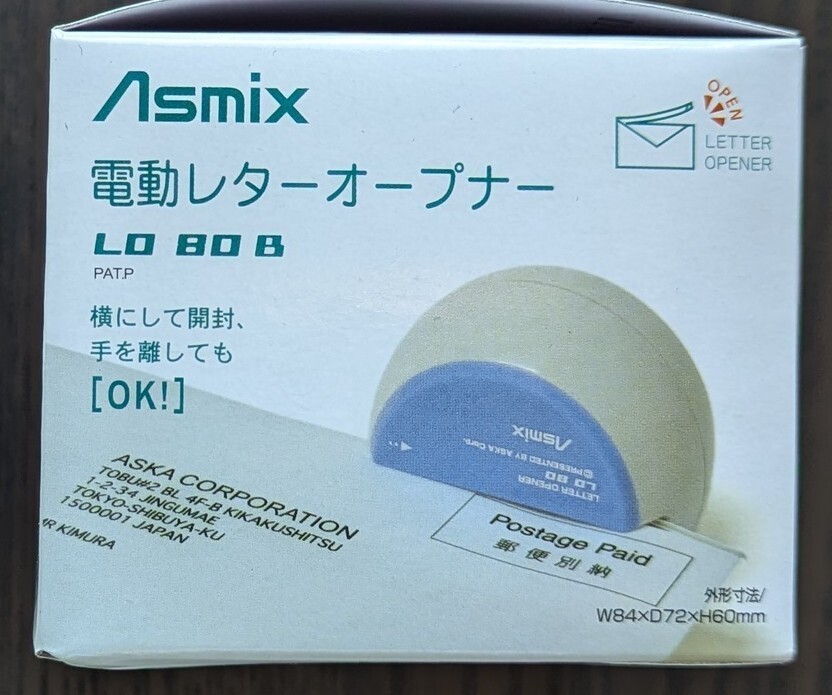 Asmix
OPEN
LETTER
OPENER
電動レターオープナー
LO 80 B
PAT.P
横にして開封、
手を離しても
[OK!]
Asmix
©PRESENTED BY ASKA Corp.
LO 80
LETTER OPENER
ASKA CORPORATION
TOBU#2 BL 4F-B KIKAKUSHITSU
1-2-34 JINGUMAE
TOKYO-SHIBUYA-KU
1500001 JAPAN
KIMURA
Postage Paid
郵便別納
外形寸法/
W84×D72×H60mm